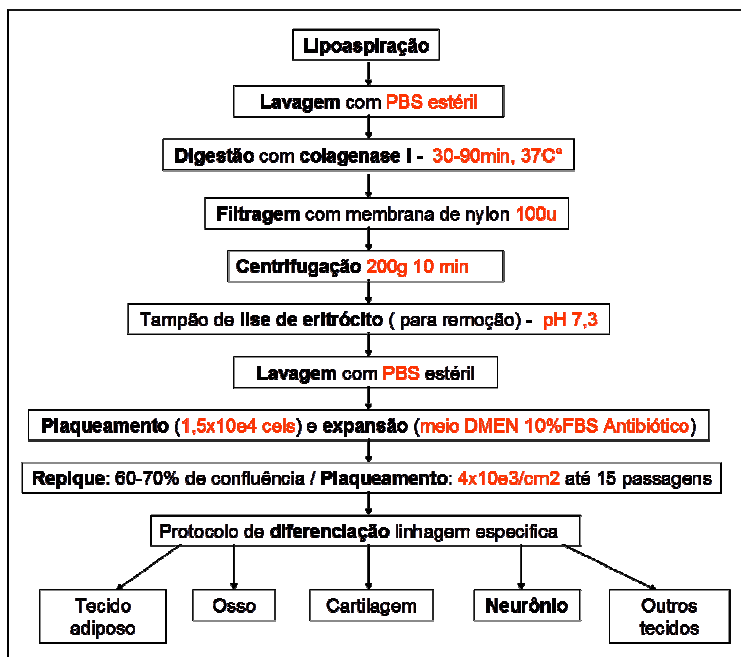 Lipoaspiração
Lavagem com PBS estéril
Digestão com colagenase I - 30-90min, 37Cº
Filtragem com membrana de nylon 100u
Centrifugação 200g 10 min
Tampão de lise de eritrócito ( para remoção) - pH 7,3
Lavagem com PBS estéril
Plaqueamento (1,5x10e4 cels) e expansão (meio DMEN 10%FBS Antibiótico)
Repique: 60-70% de confluência / Plaqueamento: 4x10e3/cm2 até 15 passagens
Protocolo de diferenciação linhagem especifica
Tecido
adiposo
Osso
Cartilagem
Neurônio
Outros
tecidos